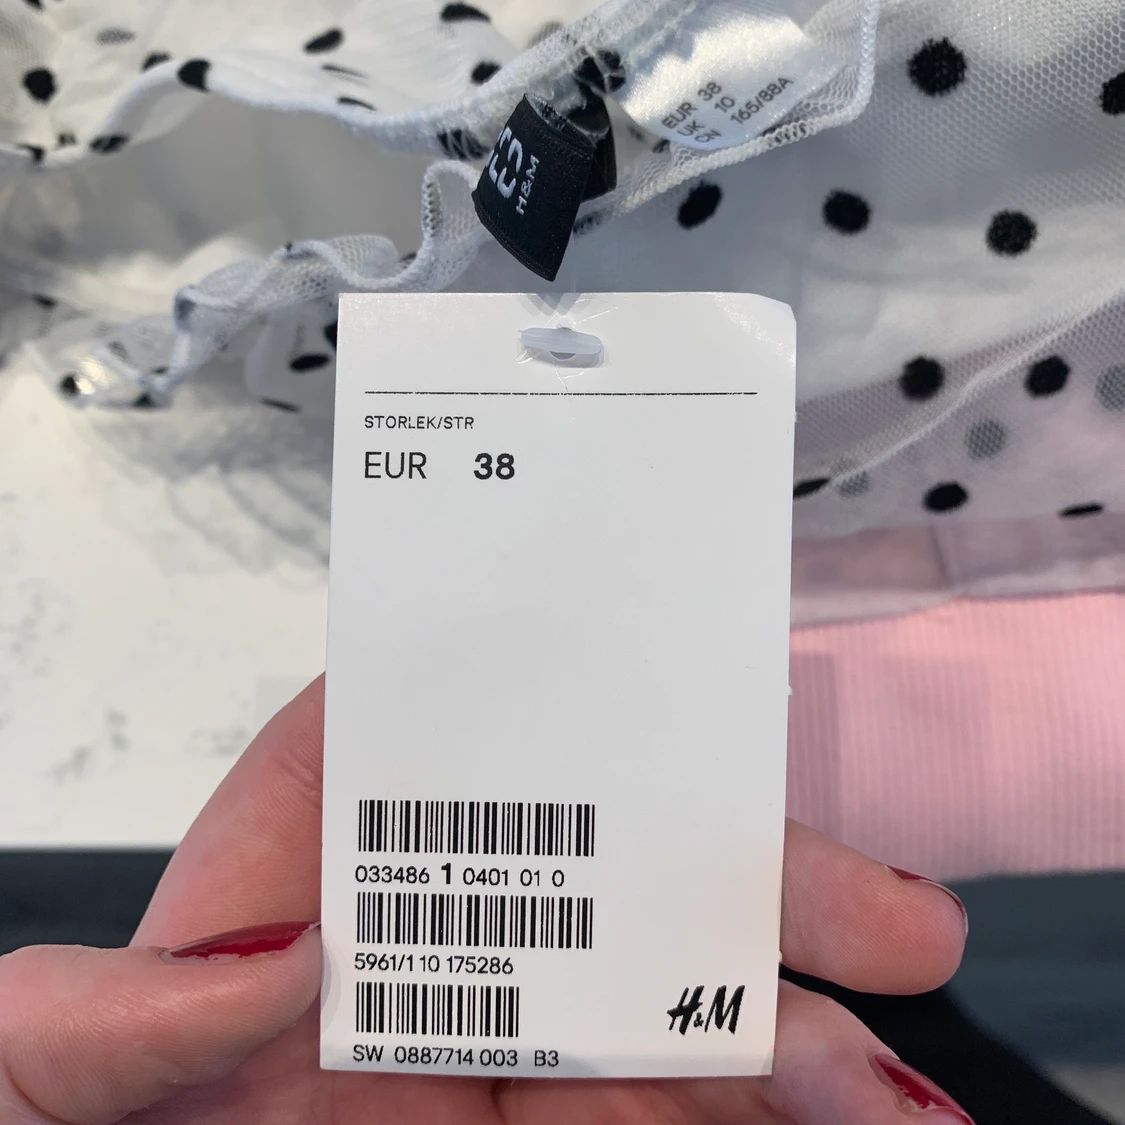 EUR 38
UK 10
CN 165/88A
H&M
STORLEK/STR
EUR 38
033486 1 0401 01 0
5961/1 10 175286
SW 0887714 003 B3
H&M